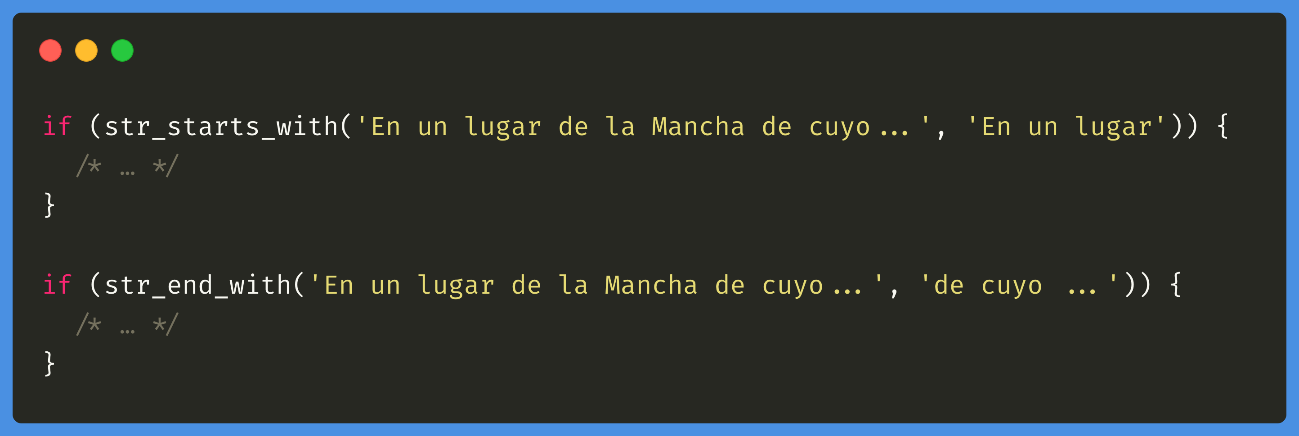 if (str_starts_with('En un lugar de la Mancha de cuyo...', 'En un lugar')) {
/* … */
}
if (str_end_with('En un lugar de la Mancha de cuyo...', 'de cuyo ...')) {
/* … */
}